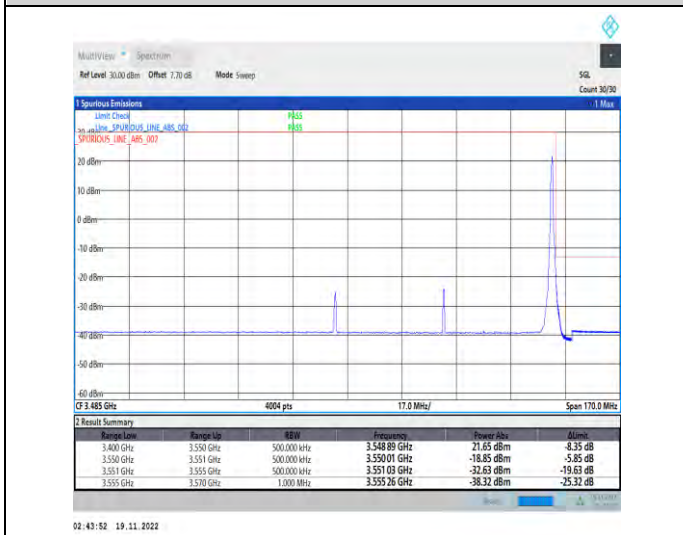 MultiView Spectrum
Ref Level 30.00 dBm Offset 7.70 dB Mode Sweep SGL
Count 30/30
1 Spurious Emissions 1 Max
Limit Check PASS
Line _SPURIOUS_LINE_ABS_002 PASS
_SPURIOUS_LINE_ABS_002
20 dBm
10 dBm
0 dBm
-10 dBm
-20 dBm
-30 dBm
-40 dBm
-50 dBm
-60 dBm
CF 3.485 GHz 4004 pts 17.0 MHz/ Span 170.0 MHz
2 Result Summary
Range Low Range Up RBW Frequency Power Abs ΔLimit
3.400 GHz 3.550 GHz 500.000 kHz 3.548 89 GHz 21.65 dBm -8.35 dB
3.550 GHz 3.551 GHz 500.000 kHz 3.550 01 GHz -18.85 dBm -5.85 dB
3.551 GHz 3.555 GHz 500.000 kHz 3.551 03 GHz -32.63 dBm -19.63 dB
3.555 GHz 3.570 GHz 1.000 MHz 3.555 26 GHz -38.32 dBm -25.32 dB
02:43:52 19.11.2022